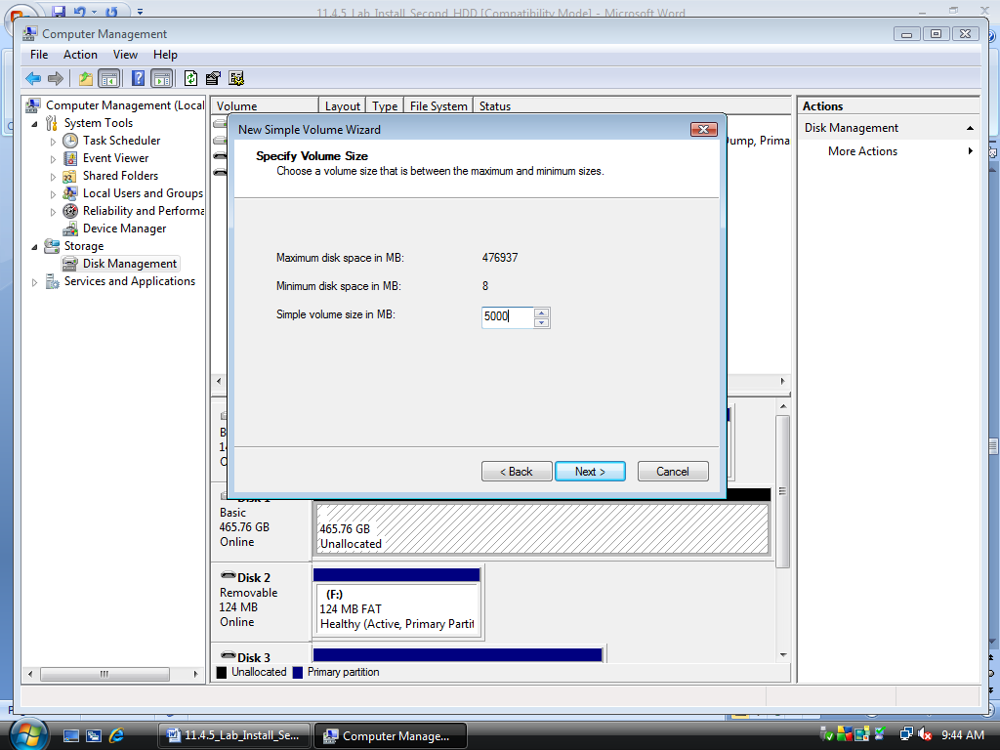 11.4.5_Lab_Install_Second_HDD [Compatibility Mode] - Microsoft Word
Computer Management
File Action View Help
Computer Management (Local
System Tools
Task Scheduler
Event Viewer
Shared Folders
Local Users and Groups
Reliability and Performa
Device Manager
Storage
Disk Management
Services and Applications
Volume Layout Type File System Status
ump, Prima
Actions
Disk Management
More Actions
New Simple Volume Wizard
Specify Volume Size
Choose a volume size that is between the maximum and minimum sizes.
Maximum disk space in MB: 476937
Minimum disk space in MB: 8
Simple volume size in MB: 5000
< Back Next > Cancel
Disk 1
Basic
465.76 GB
Online
465.76 GB
Unallocated
Disk 2
Removable
124 MB
Online
(F:)
124 MB FAT
Healthy (Active, Primary Partit
Disk 3
Unallocated Primary partition
11.4.5_Lab_Install_Se...
Computer Manage...
9:44 AM